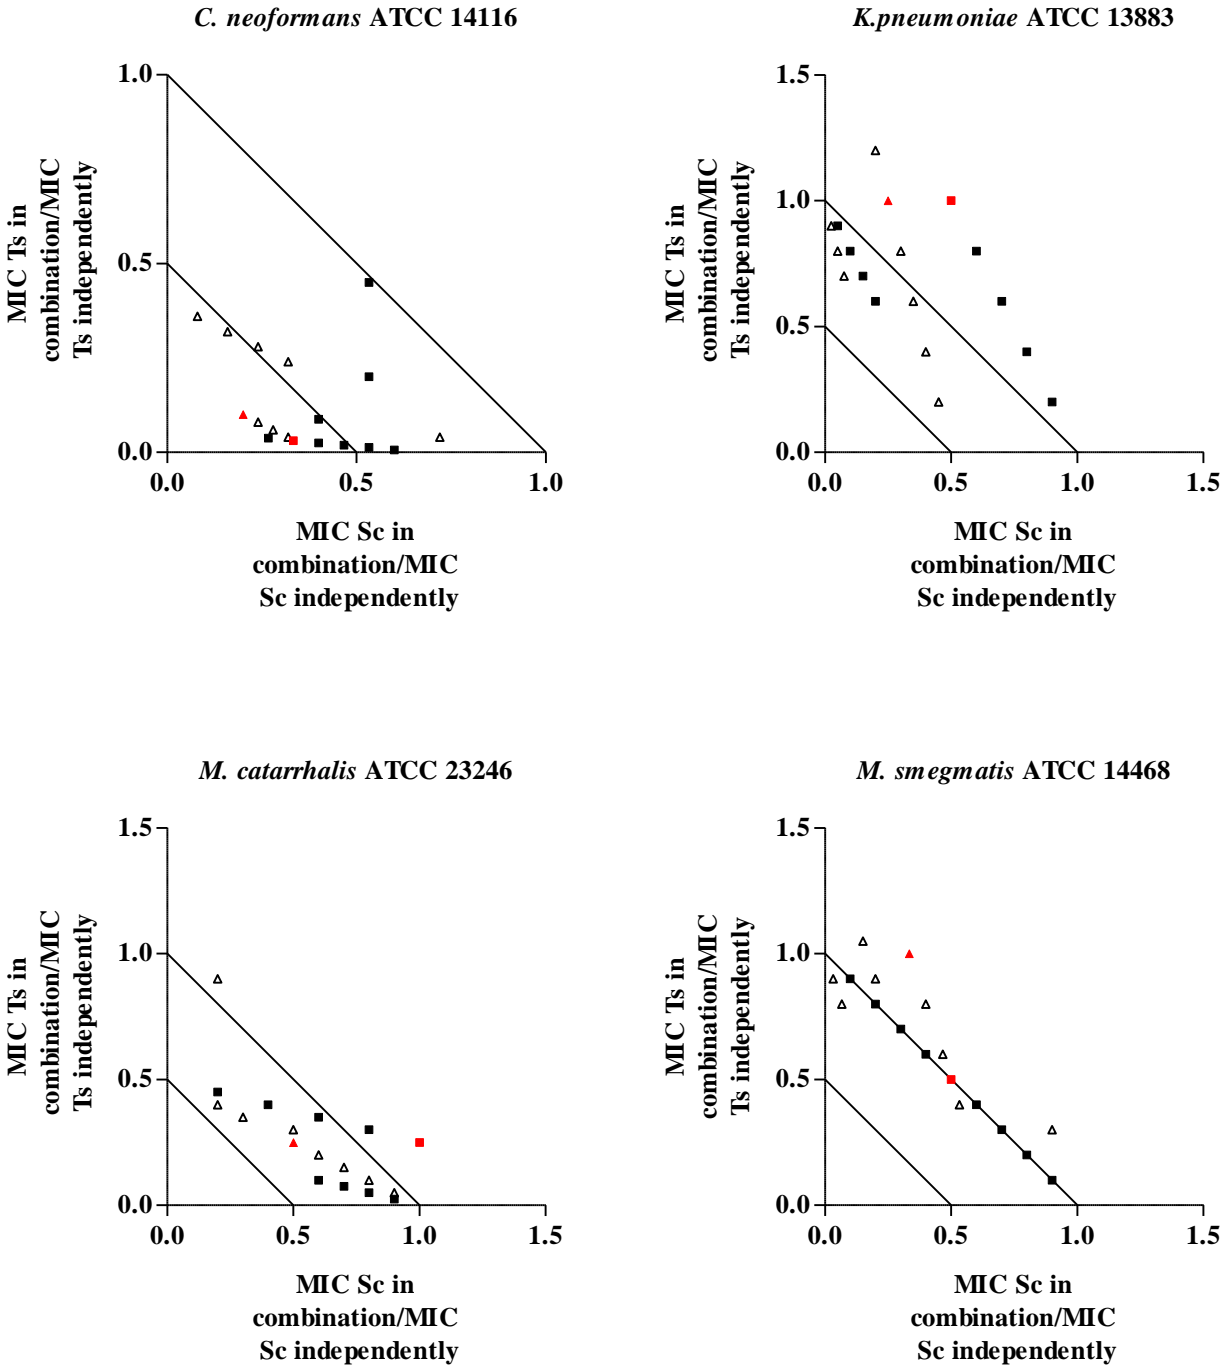 C. neoformans ATCC 14116
MIC Ts in
combination/MIC
Ts independently
1.0
0.5
0.0
0.0 0.5 1.0
MIC Sc in
combination/MIC
Sc independently
K.pneumoniae ATCC 13883
MIC Ts in
combination/MIC
Ts independently
1.5
1.0
0.5
0.0
0.0 0.5 1.0 1.5
MIC Sc in
combination/MIC
Sc independently
M. catarrhalis ATCC 23246
MIC Ts in
combination/MIC
Ts independently
1.5
1.0
0.5
0.0
0.0 0.5 1.0 1.5
MIC Sc in
combination/MIC
Sc independently
M. smegmatis ATCC 14468
MIC Ts in
combination/MIC
Ts independently
1.5
1.0
0.5
0.0
0.0 0.5 1.0 1.5
MIC Sc in
combination/MIC
Sc independently